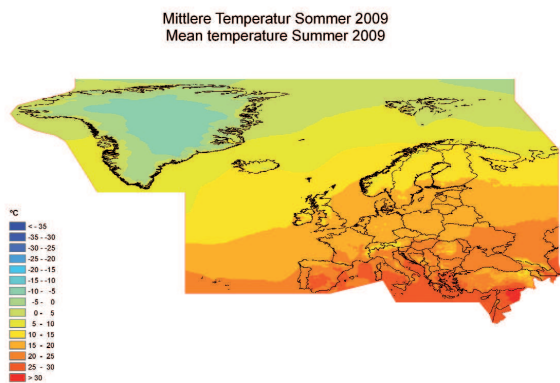 Mittlere Temperatur Sommer 2009
Mean temperature Summer 2009
°C
< -35
-35 - -30
-30 - -25
-25 - -20
-20 - -15
-15 - -10
-10 - -5
-5 - 0
0 - 5
5 - 10
10 - 15
15 - 20
20 - 25
25 - 30
> 30